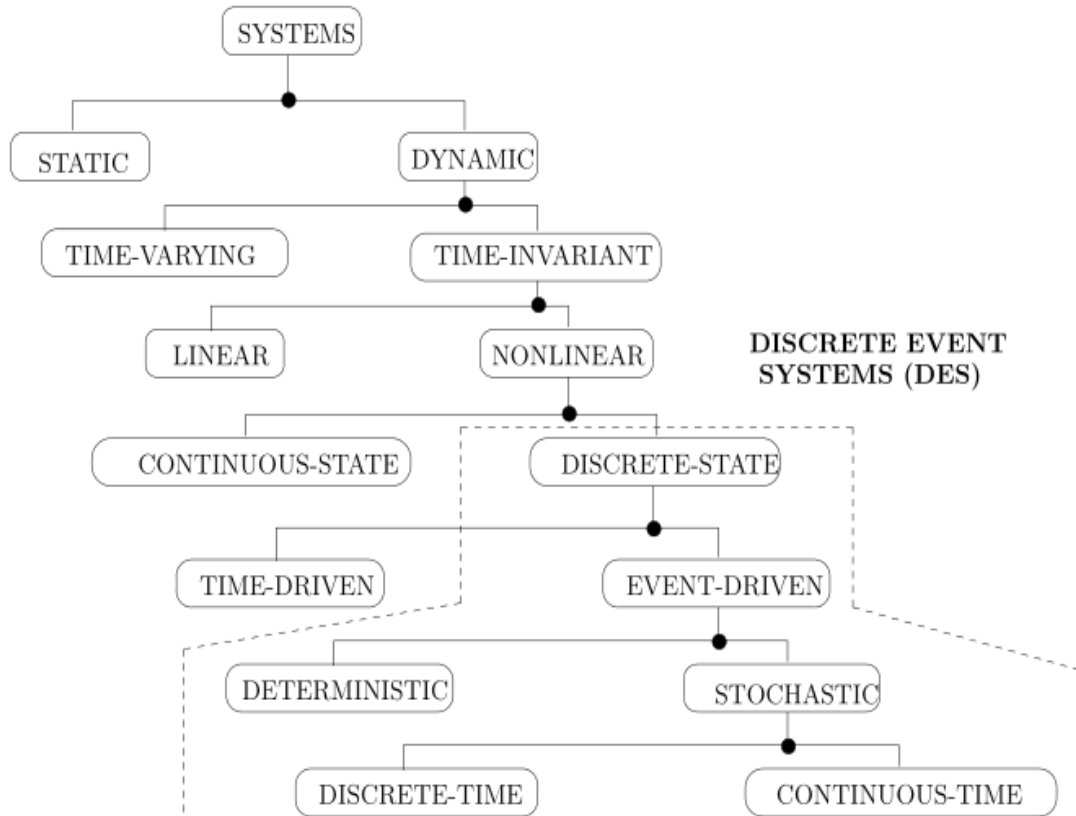 SYSTEMS
STATIC
DYNAMIC
TIME-VARYING
TIME-INVARIANT
LINEAR
NONLINEAR
DISCRETE EVENT
SYSTEMS (DES)
CONTINUOUS-STATE
DISCRETE-STATE
TIME-DRIVEN
EVENT-DRIVEN
DETERMINISTIC
STOCHASTIC
DISCRETE-TIME
CONTINUOUS-TIME